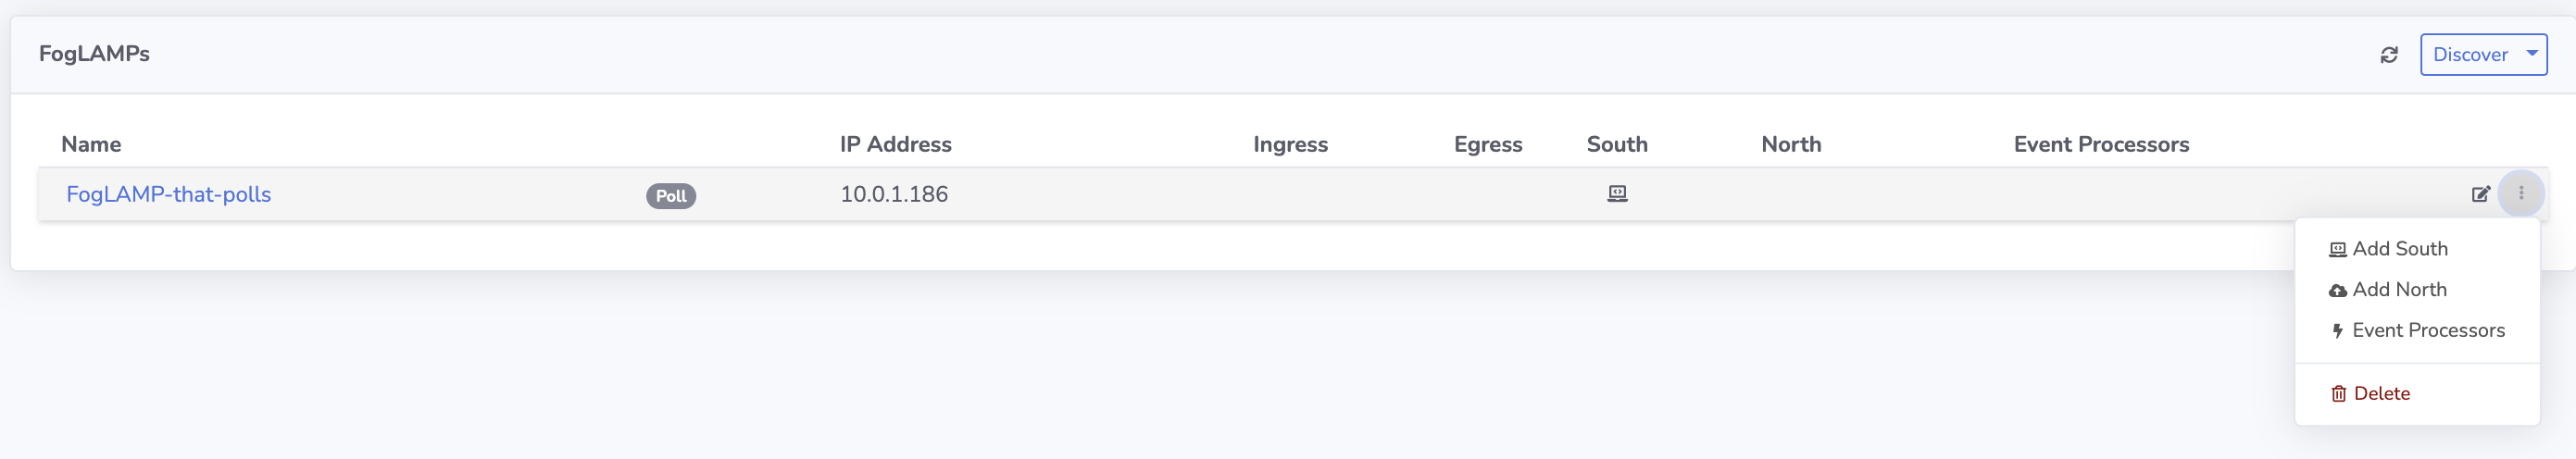 FogLAMPs
Discover
Name IP Address Ingress Egress South North Event Processors
FogLAMP-that-polls Poll 10.0.1.186
Add South
Add North
Event Processors
Delete